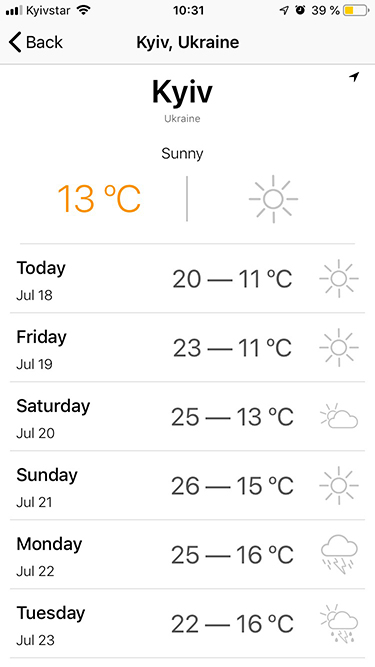 Kyivstar 10:31 39 %
Back Kyiv, Ukraine
Kyiv
Ukraine
Sunny
13 °C
Today 20 — 11 °C
Jul 18
Friday 23 — 11 °C
Jul 19
Saturday 25 — 13 °C
Jul 20
Sunday 26 — 15 °C
Jul 21
Monday 25 — 16 °C
Jul 22
Tuesday 22 — 16 °C
Jul 23